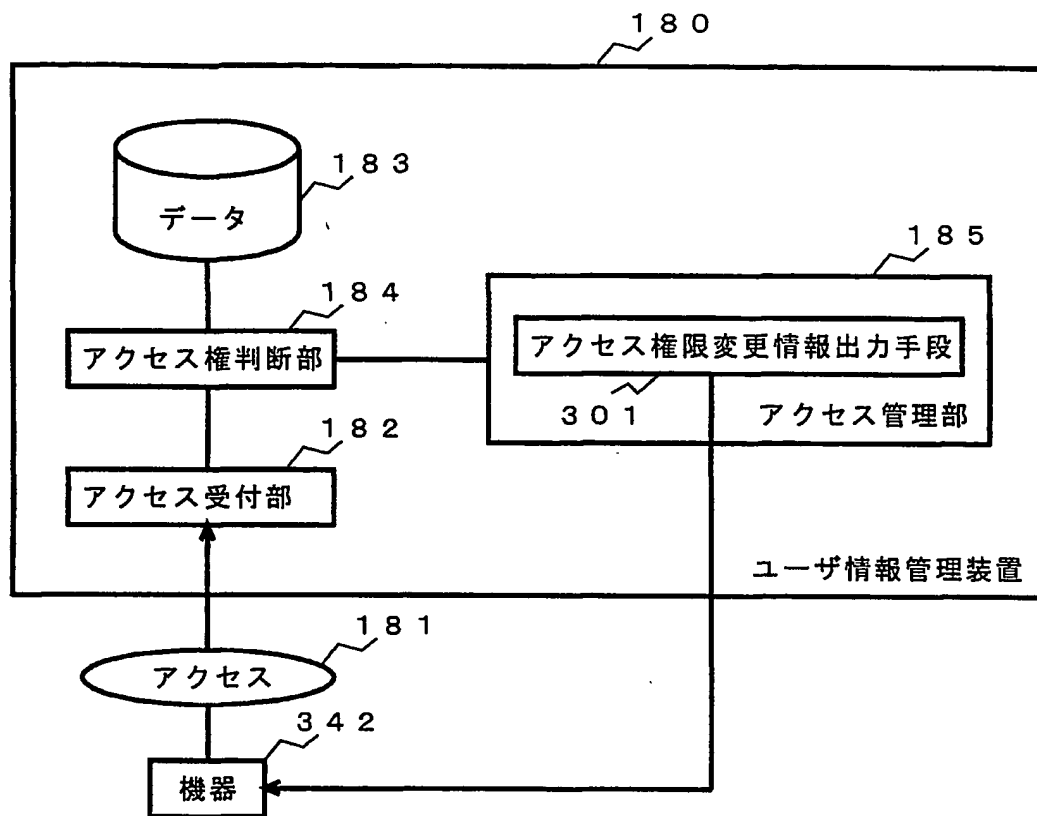 １８０
１８３
データ
１８５
１８４
アクセス権限変更情報出力手段
アクセス権判断部
３０１
アクセス管理部
１８２
アクセス受付部
ユーザ情報管理装置
１８１
アクセス
３４２
機器